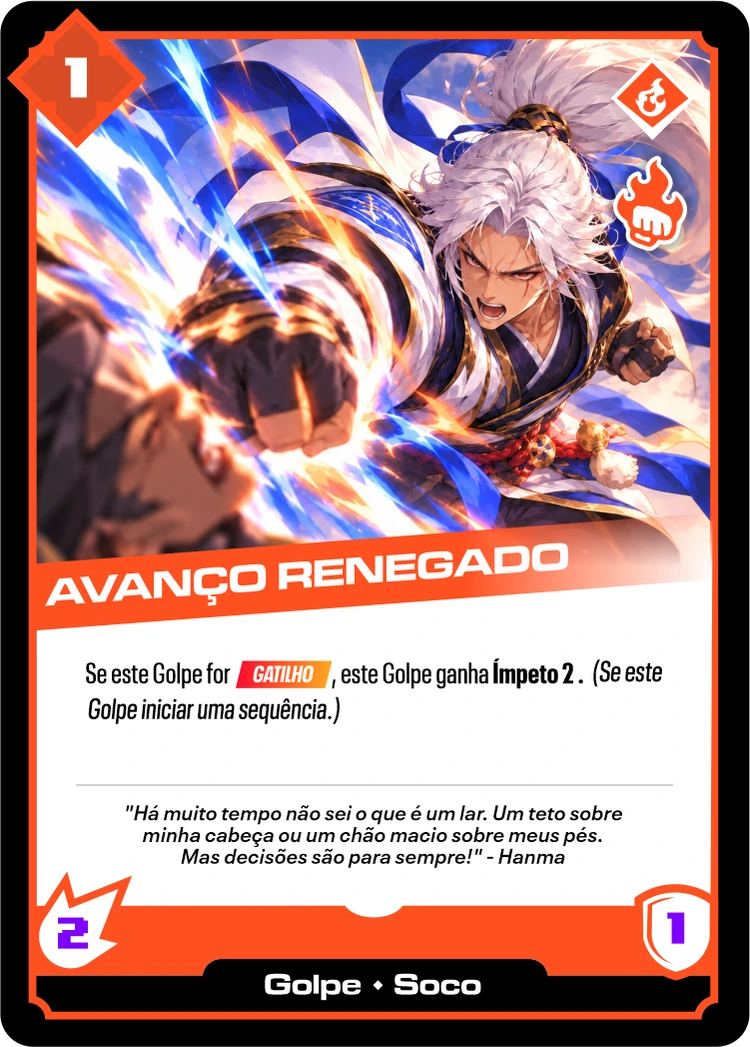 1
AVANÇO RENEGADO
Se este Golpe for GATILHO, este Golpe ganha Ímpeto 2. (Se este
Golpe iniciar uma sequência.)
"Há muito tempo não sei o que é um lar. Um teto sobre
minha cabeça ou um chão macio sobre meus pés.
Mas decisões são para sempre!" - Hanma
2
1
Golpe • Soco